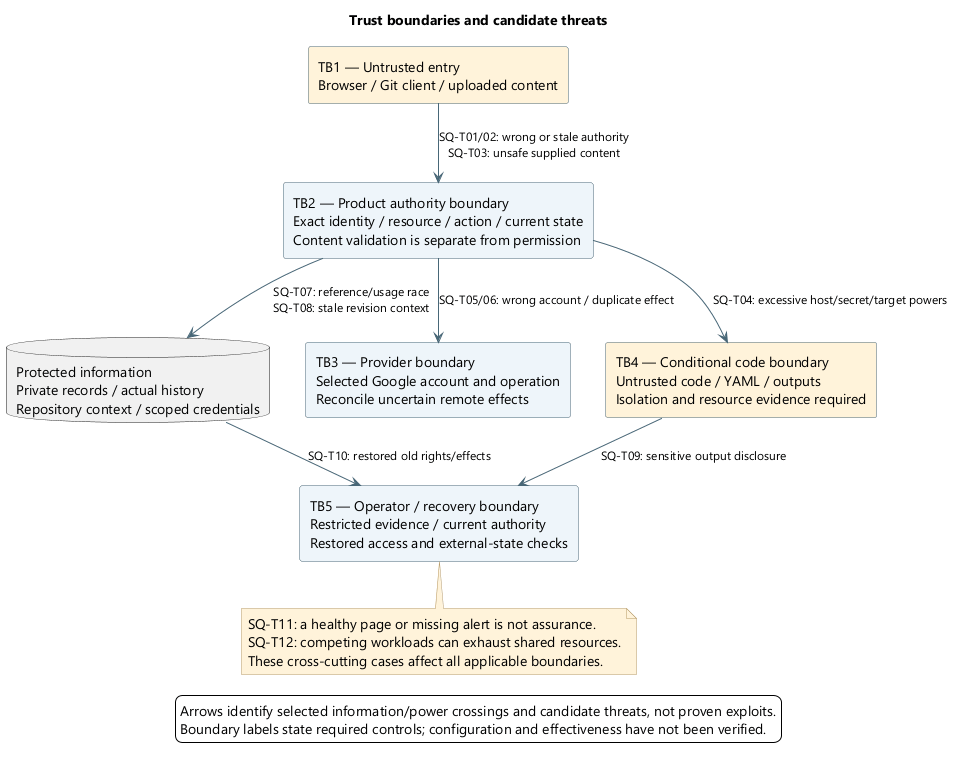 Trust boundaries and candidate threats
TB1 — Untrusted entry
Browser / Git client / uploaded content
SQ-T01/02: wrong or stale authority
SQ-T03: unsafe supplied content
TB2 — Product authority boundary
Exact identity / resource / action / current state
Content validation is separate from permission
SQ-T07: reference/usage race
SQ-T08: stale revision context
SQ-T05/06: wrong account / duplicate effect
SQ-T04: excessive host/secret/target powers
Protected information
Private records / actual history
Repository context / scoped credentials
TB3 — Provider boundary
Selected Google account and operation
Reconcile uncertain remote effects
TB4 — Conditional code boundary
Untrusted code / YAML / outputs
Isolation and resource evidence required
SQ-T10: restored old rights/effects
SQ-T09: sensitive output disclosure
TB5 — Operator / recovery boundary
Restricted evidence / current authority
Restored access and external-state checks
SQ-T11: a healthy page or missing alert is not assurance.
SQ-T12: competing workloads can exhaust shared resources.
These cross-cutting cases affect all applicable boundaries.
Arrows identify selected information/power crossings and candidate threats, not proven exploits.
Boundary labels state required controls; configuration and effectiveness have not been verified.